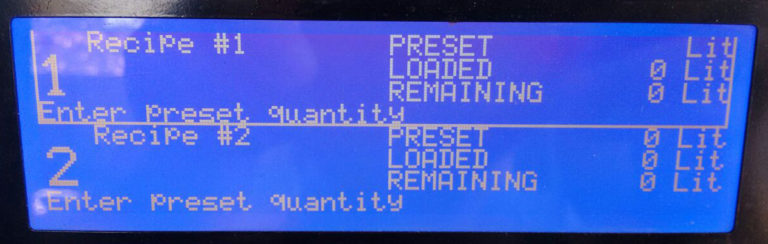 Recipe #1 PRESET Lit
1 LOADED 0 Lit
REMAINING 0 Lit
Enter preset quantity
Recipe #2 PRESET 0 Lit
2 LOADED 0 Lit
REMAINING 0 Lit
Enter preset quantity